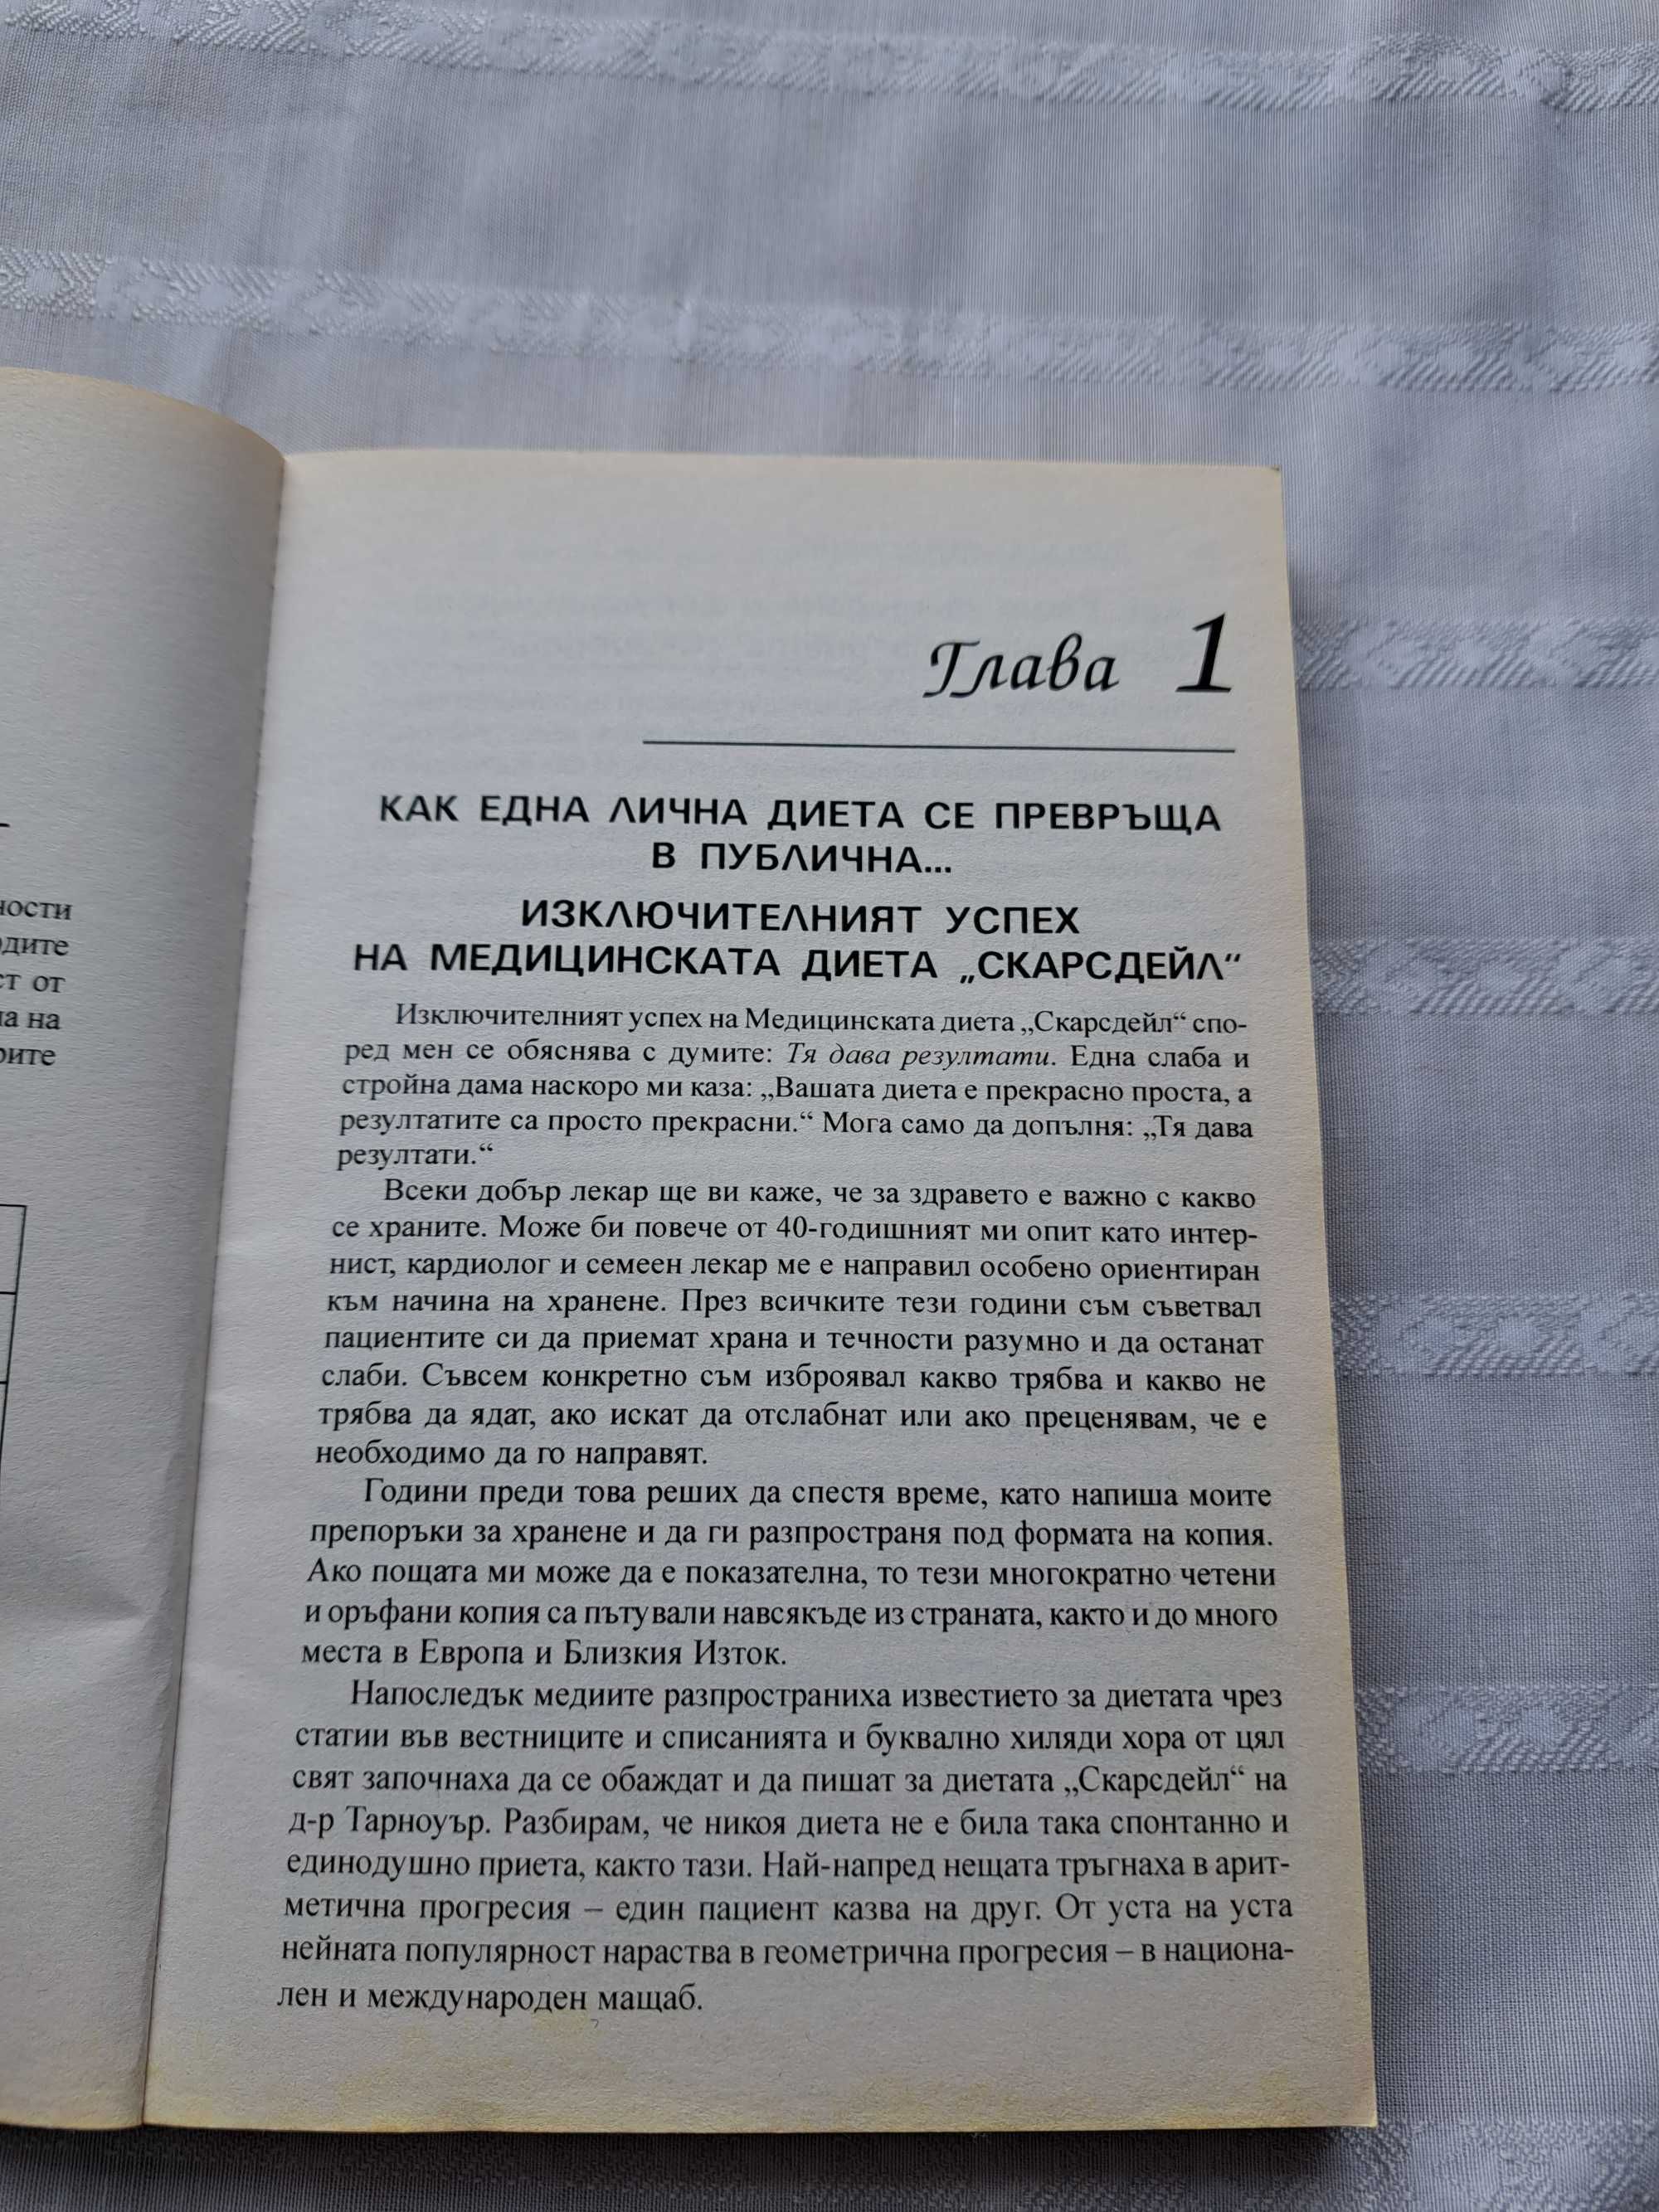 ности
дите
ст от
на на
рите
Глава 1
КАК ЕДНА ЛИЧНА ДИЕТА СЕ ПРЕВРЪЩА
В ПУБЛИЧНА...
ИЗКЛЮЧИТЕЛНИЯТ УСПЕХ
НА МЕДИЦИНСКАТА ДИЕТА „СКАРСДЕЙЛ“
Изключителният успех на Медицинската диета „Скарсдейл“ спо-
ред мен се обяснява с думите: Тя дава резултати. Една слаба и
стройна дама наскоро ми каза: „Вашата диета е прекрасно проста, а
резултатите са просто прекрасни.“ Мога само да допълня: „Тя дава
резултати.“
Всеки добър лекар ще ви каже, че за здравето е важно с какво
се храните. Може би повече от 40-годишният ми опит като интер-
нист, кардиолог и семеен лекар ме е направил особено ориентиран
към начина на хранене. През всичките тези години съм съветвал
пациентите си да приемат храна и течности разумно и да останат
слаби. Съвсем конкретно съм изброявал какво трябва и какво не
трябва да ядат, ако искат да отслабнат или ако преценявам, че е
необходимо да го направят.
Години преди това реших да спестя време, като напиша моите
препоръки за хранене и да ги разпространя под формата на копия.
Ако пощата ми може да е показателна, то тези многократно четени
и оръфани копия са пътували навсякъде из страната, както и до много
места в Европа и Близкия Изток.
Напоследък медиите разпространиха известието за диетата чрез
статии във вестниците и списанията и буквално хиляди хора от цял
свят започнаха да се обаждат и да пишат за диетата „Скарсдейл“ на
д-р Тарноуър. Разбирам, че никоя диета не е била така спонтанно и
единодушно приета, както тази. Най-напред нещата тръгнаха в арит-
метична прогресия – един пациент казва на друг. От уста на уста
нейната популярност нараства в геометрична прогресия – в национа-
лен и международен мащаб.